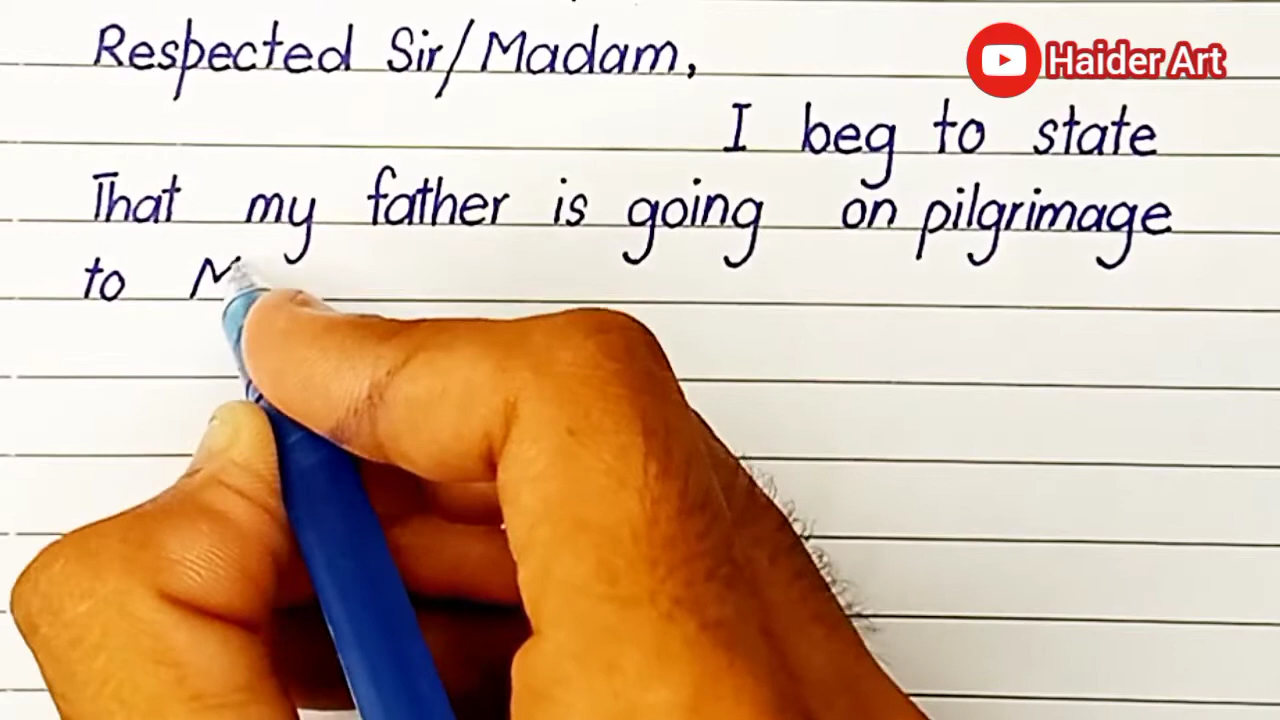 Respected Sir/Madam,
Haider Art
I beg to state
That my father is going on pilgrimage
to